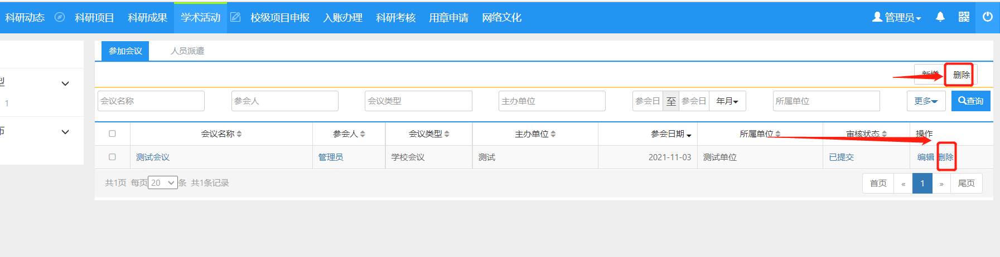 科研动态 科研项目 科研成果 学术活动 校级项目申报 入账办理 科研考核 用章申请 网络文化 管理员
参加会议 人员派遣
型
1
布
新增 删除
会议名称 参会人 会议类型 主办单位 参会日 至 参会日 年月 所属单位 更多 查询
会议名称 参会人 会议类型 主办单位 参会日期 所属单位 审核状态 操作
测试会议 管理员 学校会议 测试 2021-11-03 测试单位 已提交 编辑 删除
共1页 每页 20 条 共1条记录 首页 « 1 » 尾页